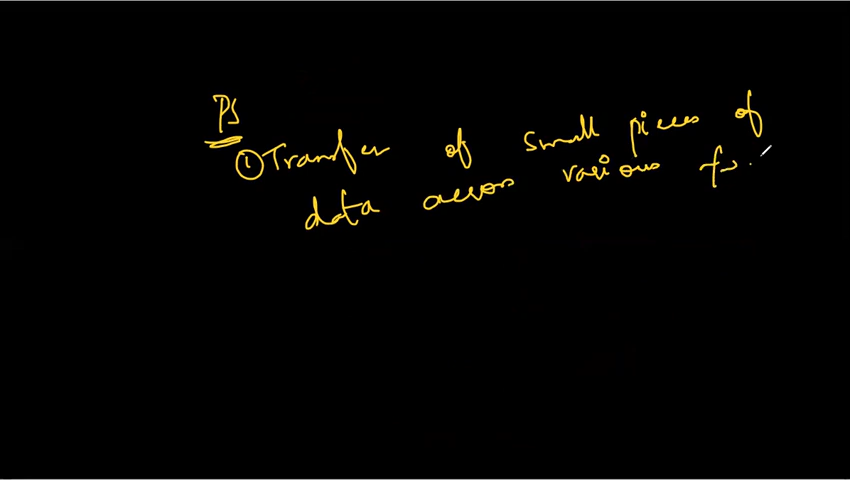 PS
① Transfer of small pieces of
data across various